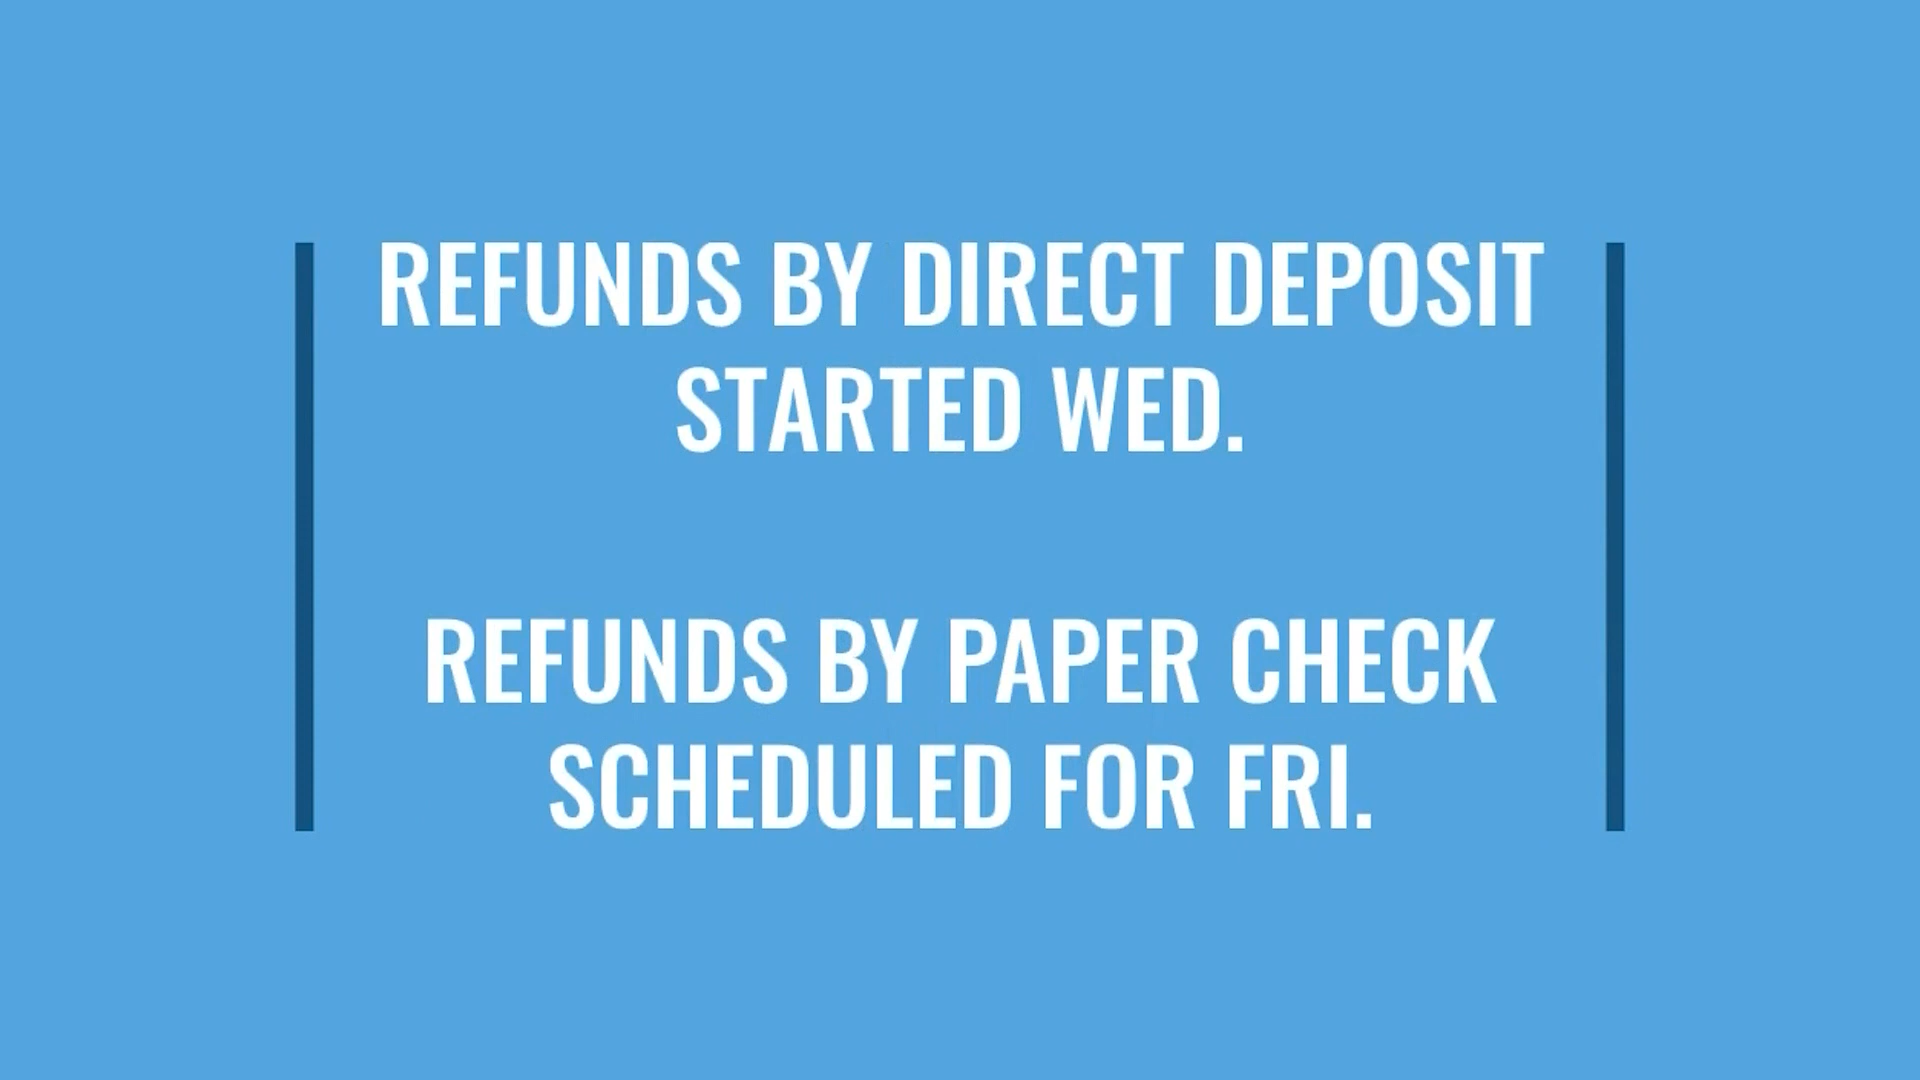 REFUNDS BY DIRECT DEPOSIT
STARTED WED.
REFUNDS BY PAPER CHECK
SCHEDULED FOR FRI.